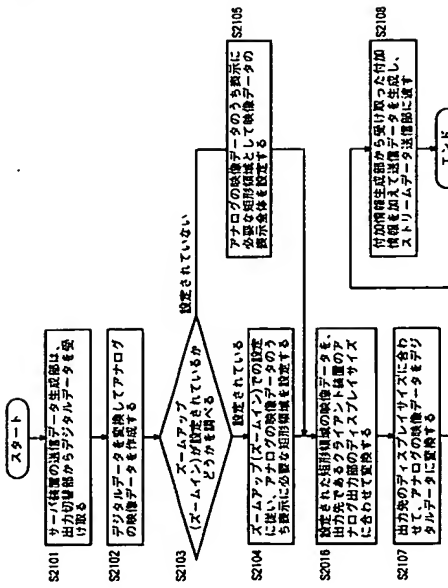 スタート
S2101
サーバ装置の送信データ生成部は、
出力切替部からデジタルデータを受
け取る
S2102
デジタルデータを変換してアナログ
の映像データを作成する
S2103
ズームアップ
(ズームイン)が設定されているか
どうかを調べる
設定されていない
設定されている
S2104
ズームアップ(ズームイン)での設定
に従い、アナログの映像データのう
ち表示に必要な矩形領域を設定する
S2105
アナログの映像データのうち表示に
必要な矩形領域として映像データの
表示全体を設定する
S2016
設定された矩形領域の映像データを、
出力先であるクライアント装置のア
ナログ出力部のディスプレイサイズ
に合わせて変換する
S2107
出力先のディスプレイサイズに合わ
せて、アナログの映像データをデジ
タルデータに変換する
S2108
付加情報生成部から受け取った付加
情報を加えて送信データを生成し、
ストリームデータ送信部に渡す
エンド